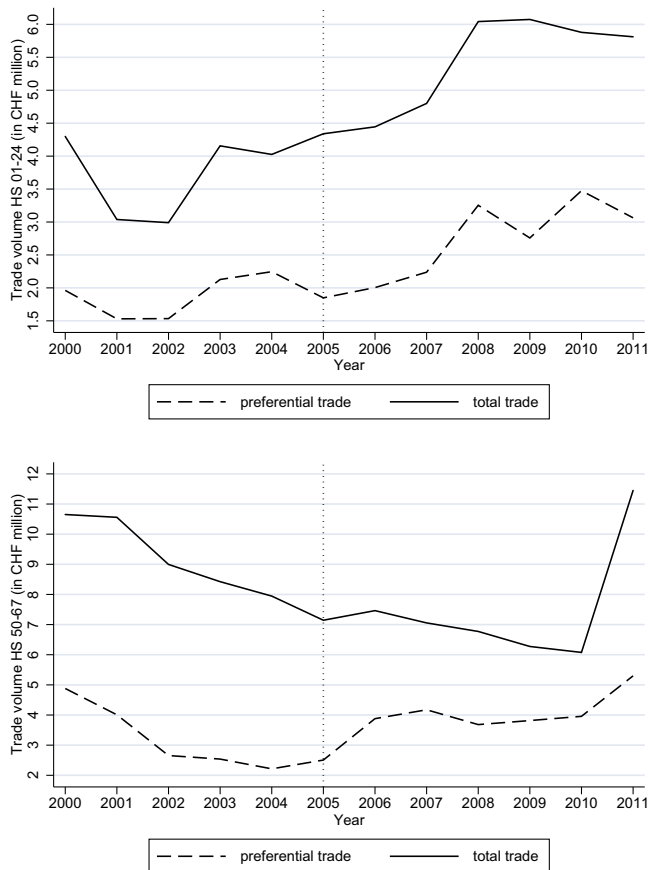 Trade volume HS 01-24 (in CHF million)
6.0
5.5
5.0
4.5
4.0
3.5
3.0
2.5
2.0
1.5
2000 2001 2002 2003 2004 2005 2006 2007 2008 2009 2010 2011
Year
preferential trade total trade
Trade volume HS 50-67 (in CHF million)
12
11
10
9
8
7
6
5
4
3
2
2000 2001 2002 2003 2004 2005 2006 2007 2008 2009 2010 2011
Year
preferential trade total trade